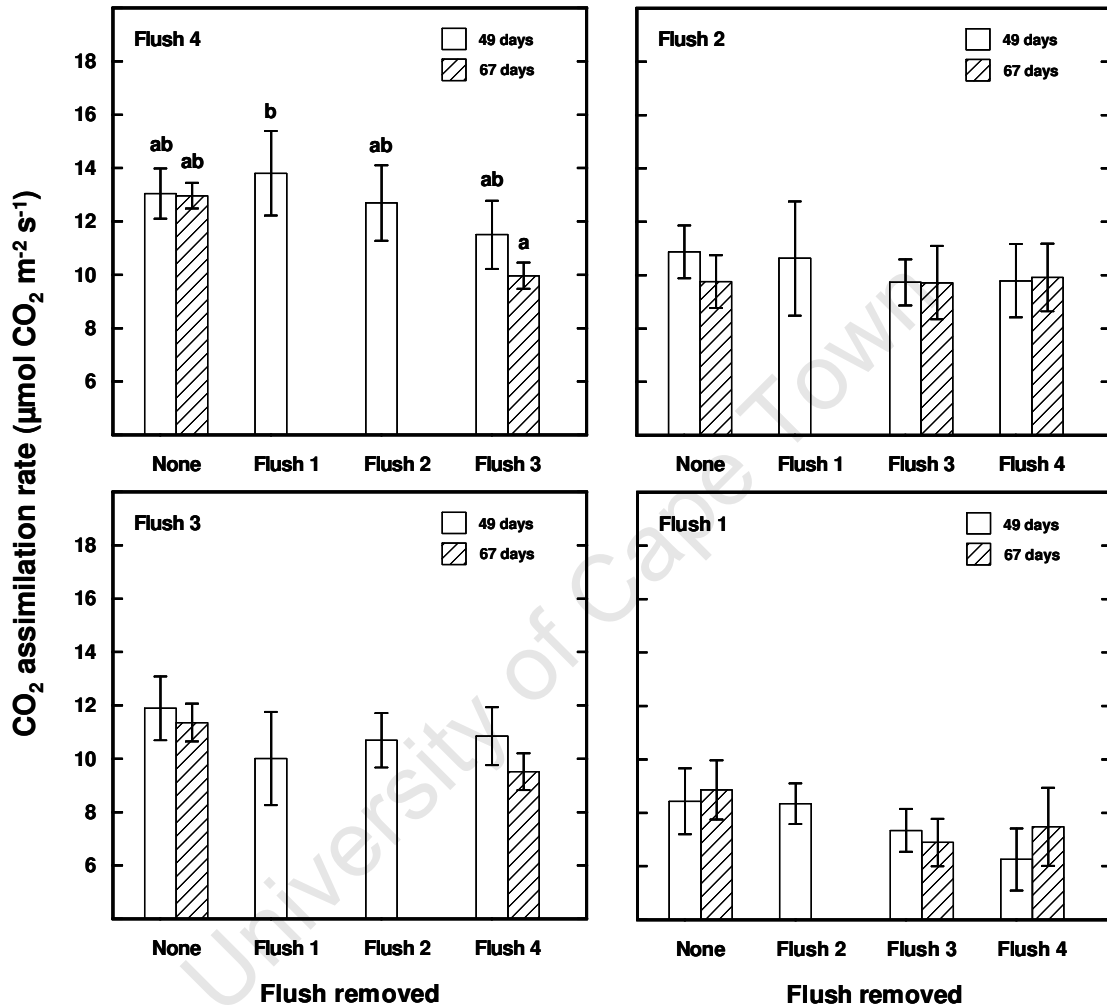 CO₂ assimilation rate (µmol CO₂ m⁻² s⁻¹)
Flush 4
49 days
67 days
18
16
14
12
10
8
6
ab
ab
b
ab
ab
a
None Flush 1 Flush 2 Flush 3
Flush 2
49 days
67 days
None Flush 1 Flush 3 Flush 4
Flush 3
49 days
67 days
18
16
14
12
10
8
6
None Flush 1 Flush 2 Flush 4
Flush removed
Flush 1
49 days
67 days
None Flush 2 Flush 3 Flush 4
Flush removed
University of Cape Town